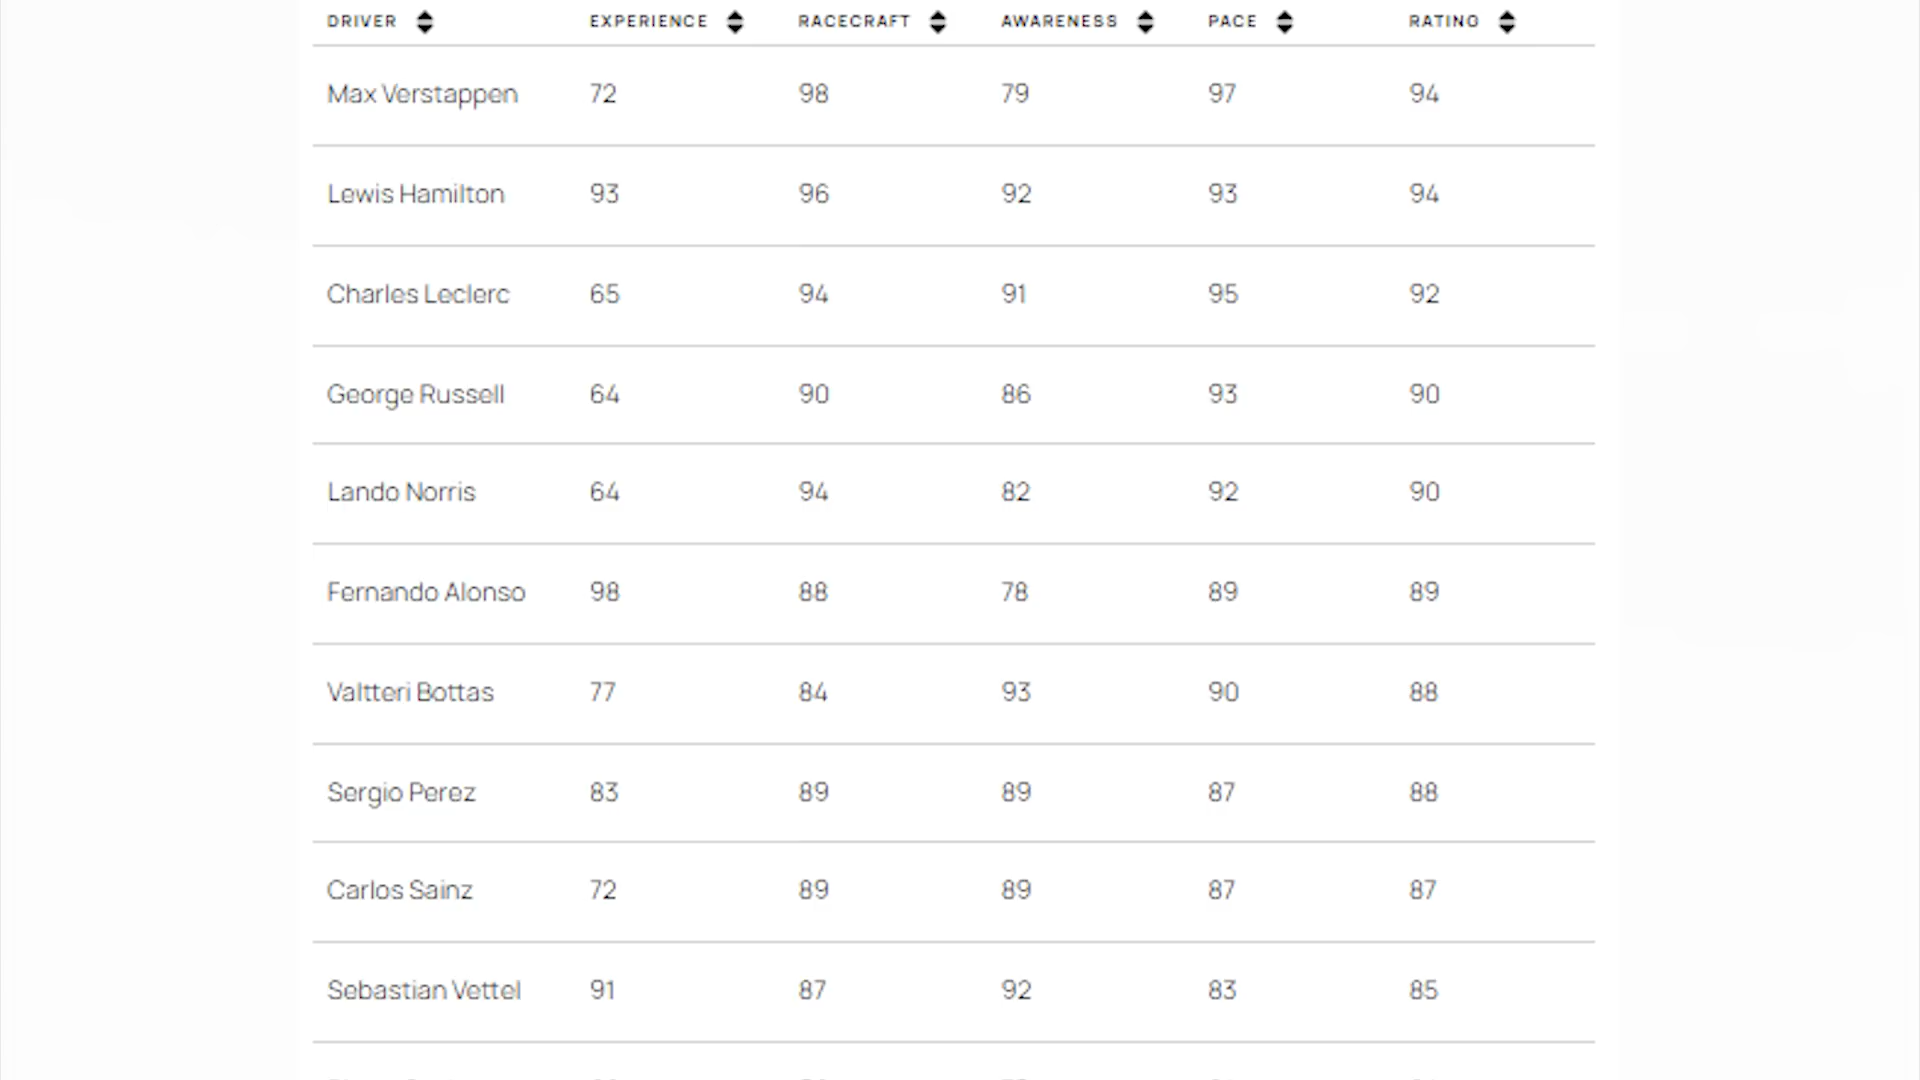 DRIVER EXPERIENCE RACECRAFT AWARENESS PACE RATING
Max Verstappen 72 98 79 97 94
Lewis Hamilton 93 96 92 93 94
Charles Leclerc 65 94 91 95 92
George Russell 64 90 86 93 90
Lando Norris 64 94 82 92 90
Fernando Alonso 98 88 78 89 89
Valtteri Bottas 77 84 93 90 88
Sergio Perez 83 89 89 87 88
Carlos Sainz 72 89 89 87 87
Sebastian Vettel 91 87 92 83 85